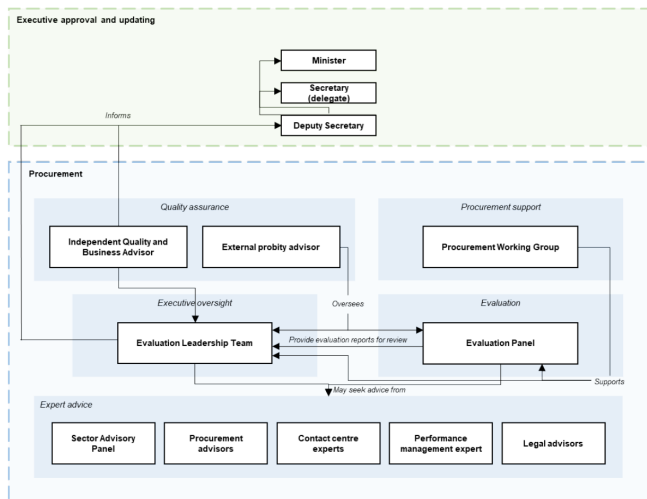 Executive approval and updating
Minister
Secretary
(delegate)
Informs
Deputy Secretary
Procurement
Quality assurance
Procurement support
Independent Quality and
Business Advisor
External probity advisor
Procurement Working Group
Executive oversight
Oversees
Evaluation
Evaluation Leadership Team
Provide evaluation reports for review
Evaluation Panel
May seek advice from
Supports
Expert advice
Sector Advisory
Panel
Procurement
advisors
Contact centre
experts
Performance
management expert
Legal advisors